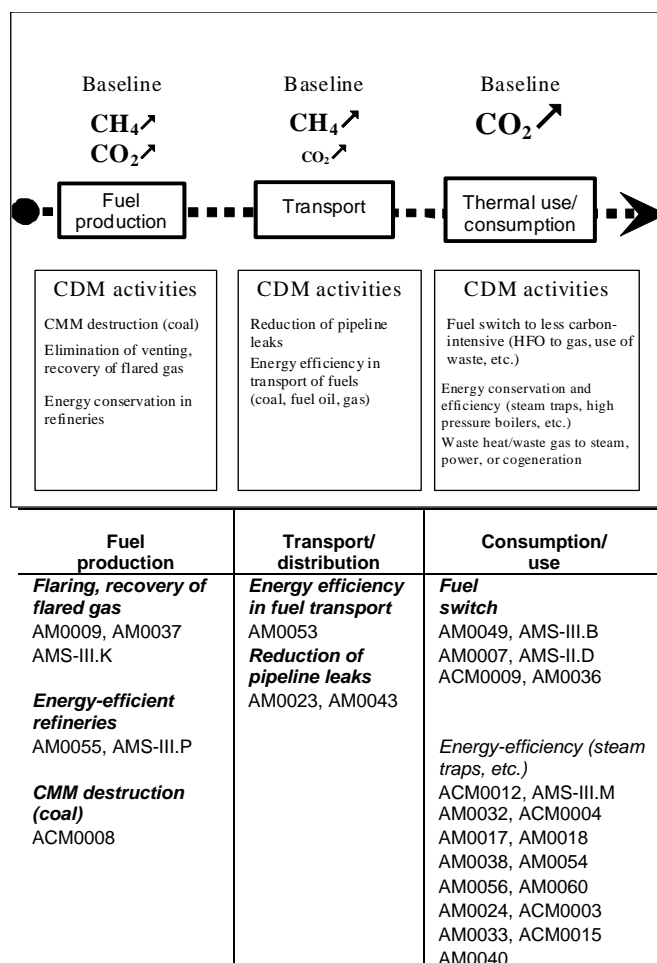 Baseline
CH₄↗
CO₂↗
Baseline
CH₄↗
CO₂↗
Baseline
CO₂↗
Fuel
production
Transport
Thermal use/
consumption
CDM activities
CMM destruction (coal)
Elimination of venting,
recovery of flared gas
Energy conservation in
refineries
CDM activities
Reduction of pipeline
leaks
Energy efficiency in
transport of fuels
(coal, fuel oil, gas)
CDM activities
Fuel switch to less carbon-
intensive (HFO to gas, use of
waste, etc.)
Energy conservation and
efficiency (steam traps, high
pressure boilers, etc.)
Waste heat/waste gas to steam,
power, or cogeneration
Fuel
production
Flaring, recovery of
flared gas
AM0009, AM0037
AMS-III.K
Energy-efficient
refineries
AM0055, AMS-III.P
CMM destruction
(coal)
ACM0008
Transport/
distribution
Energy efficiency
in fuel transport
AM0053
Reduction of
pipeline leaks
AM0023, AM0043
Consumption/
use
Fuel
switch
AM0049, AMS-III.B
AM0007, AMS-II.D
ACM0009, AM0036
Energy-efficiency (steam
traps, etc.)
ACM0012, AMS-III.M
AM0032, ACM0004
AM0017, AM0018
AM0038, AM0054
AM0056, AM0060
AM0024, ACM0003
AM0033, ACM0015
AM0040